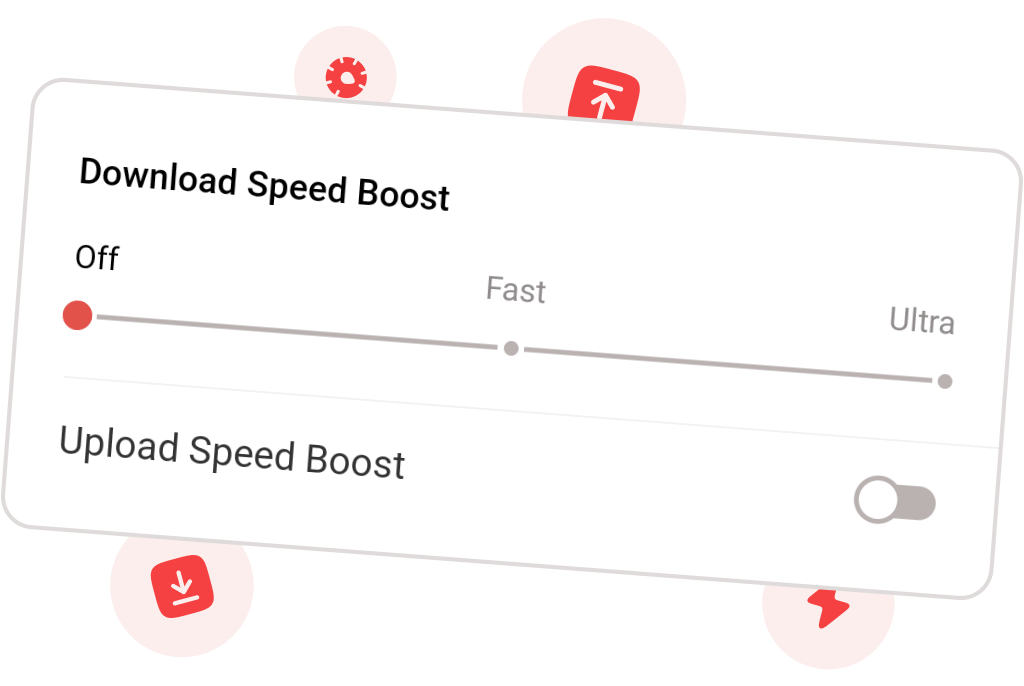 Download Speed Boost
Off
Fast
Ultra
Upload Speed Boost